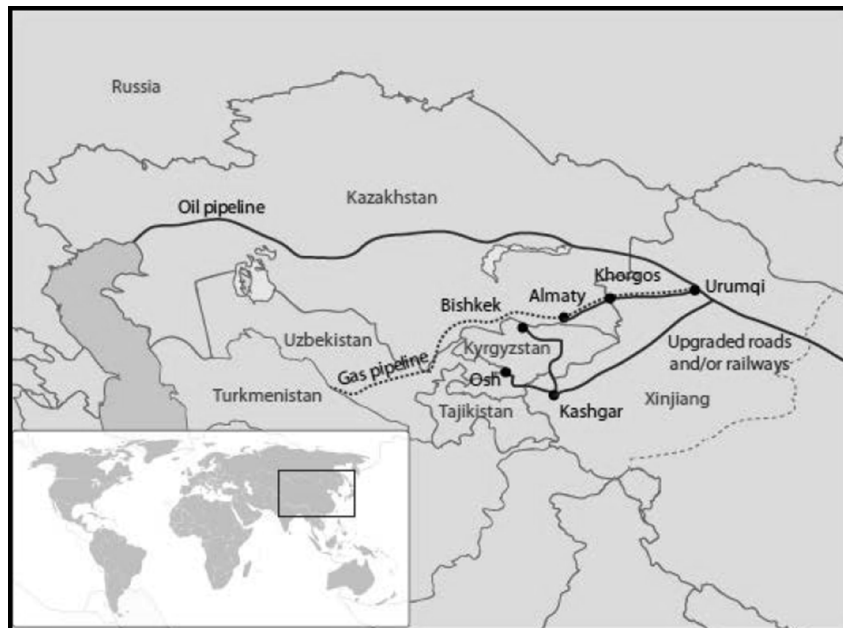 Russia
Kazakhstan
Oil pipeline
Khorgos
Urumqi
Almaty
Bishkek
Uzbekistan
Kyrgyzstan
Upgraded roads
and/or railways
Gas pipeline
Osh
Turkmenistan
Tajikistan
Kashgar
Xinjiang